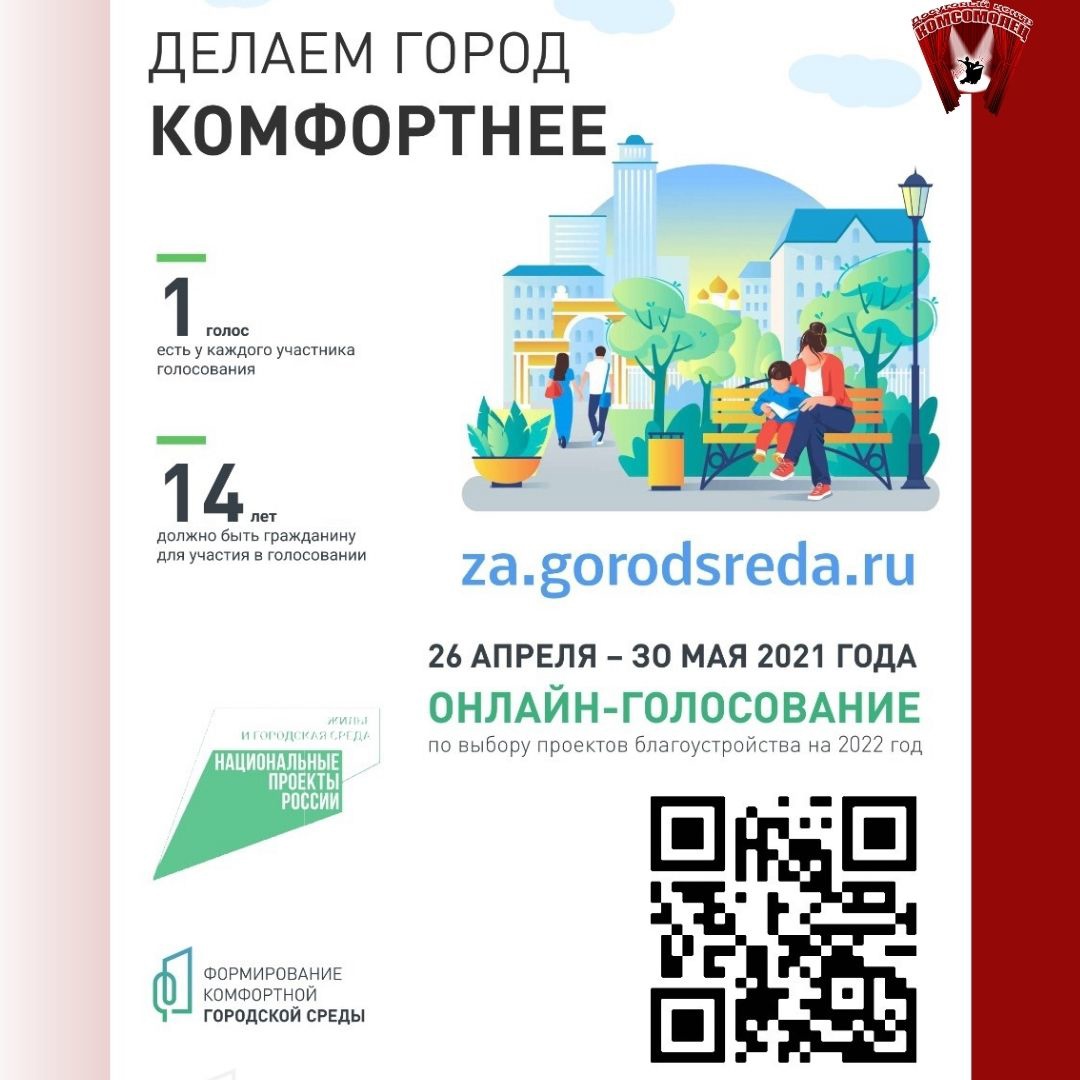 ДОСУГОВЫЙ ЦЕНТР
КОМСОМОЛЕЦ
ДЕЛАЕМ ГОРОД
КОМФОРТНЕЕ
1 голос
есть у каждого участника
голосования
14 лет
должно быть гражданину
для участия в голосовании
za.gorodsreda.ru
26 АПРЕЛЯ – 30 МАЯ 2021 ГОДА
ОНЛАЙН-ГОЛОСОВАНИЕ
по выбору проектов благоустройства на 2022 год
ЖИЛЬЕ
И ГОРОДСКАЯ СРЕДА
НАЦИОНАЛЬНЫЕ
ПРОЕКТЫ
РОССИИ
ФОРМИРОВАНИЕ
КОМФОРТНОЙ
ГОРОДСКОЙ СРЕДЫ